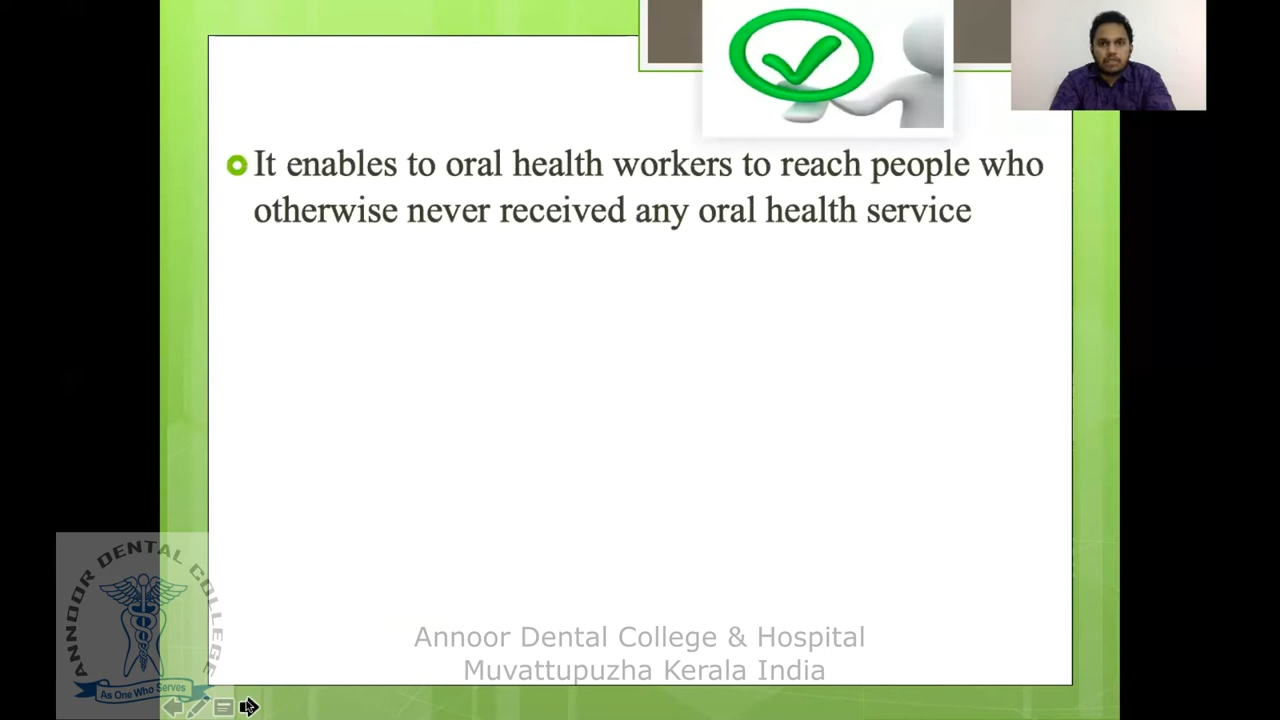 It enables to oral health workers to reach people who
otherwise never received any oral health service
ANNOOR DENTAL COLLEGE
As One Who Serves
Annoor Dental College & Hospital
Muvattupuzha Kerala India